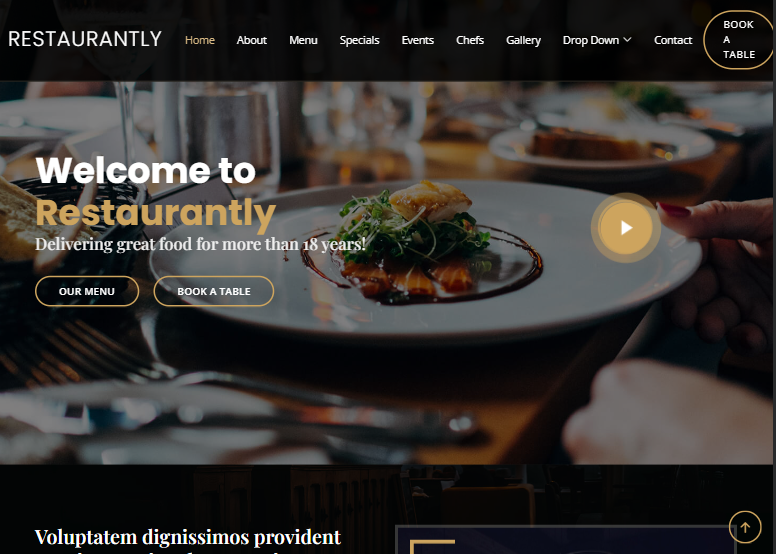 RESTAURANTLY
Home About Menu Specials Events Chefs Gallery Drop Down Contact
BOOK
A
TABLE
Welcome to
Restaurantly
Delivering great food for more than 18 years!
OUR MENU BOOK A TABLE
Voluptatem dignissimos provident